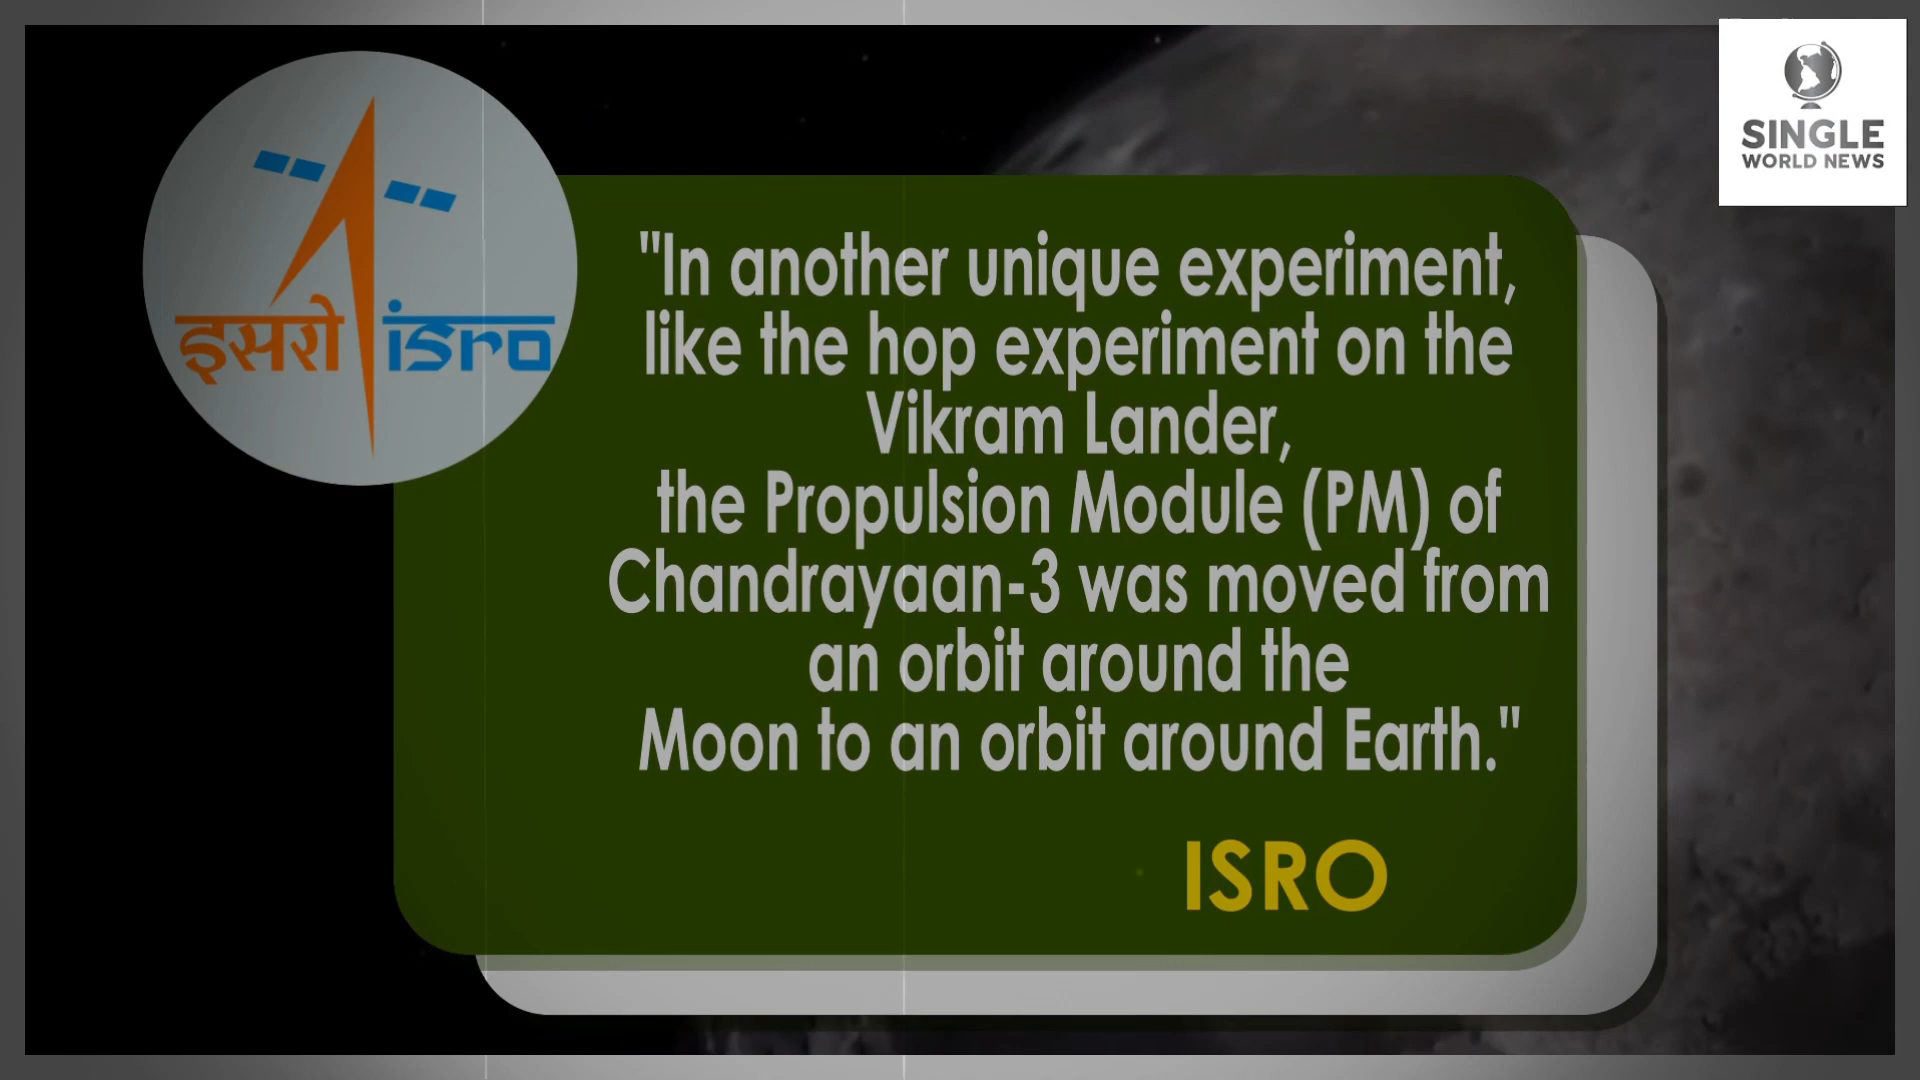 इसरो isro
SINGLE
WORLD NEWS
"In another unique experiment,
like the hop experiment on the
Vikram Lander,
the Propulsion Module (PM) of
Chandrayaan-3 was moved from
an orbit around the
Moon to an orbit around Earth."
ISRO